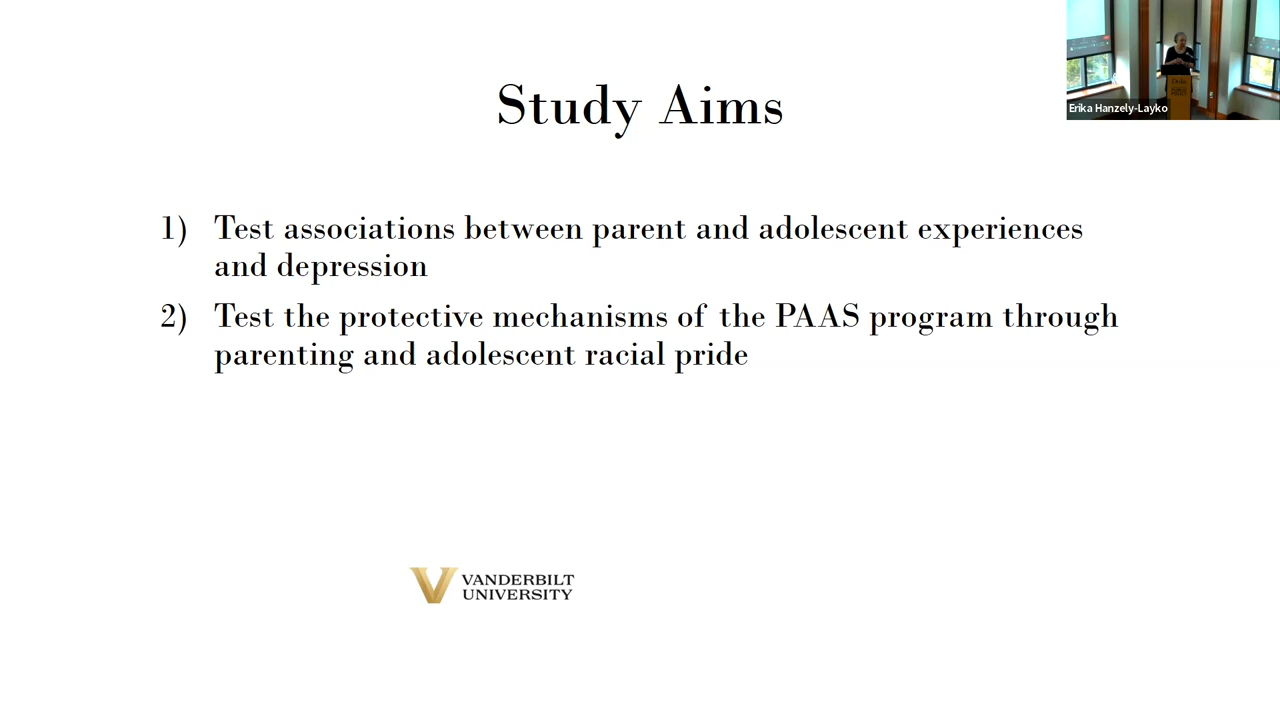 Study Aims
1) Test associations between parent and adolescent experiences
and depression
2) Test the protective mechanisms of the PAAS program through
parenting and adolescent racial pride
VANDERBILT
UNIVERSITY
Erika Hanzely-Layko
Duke